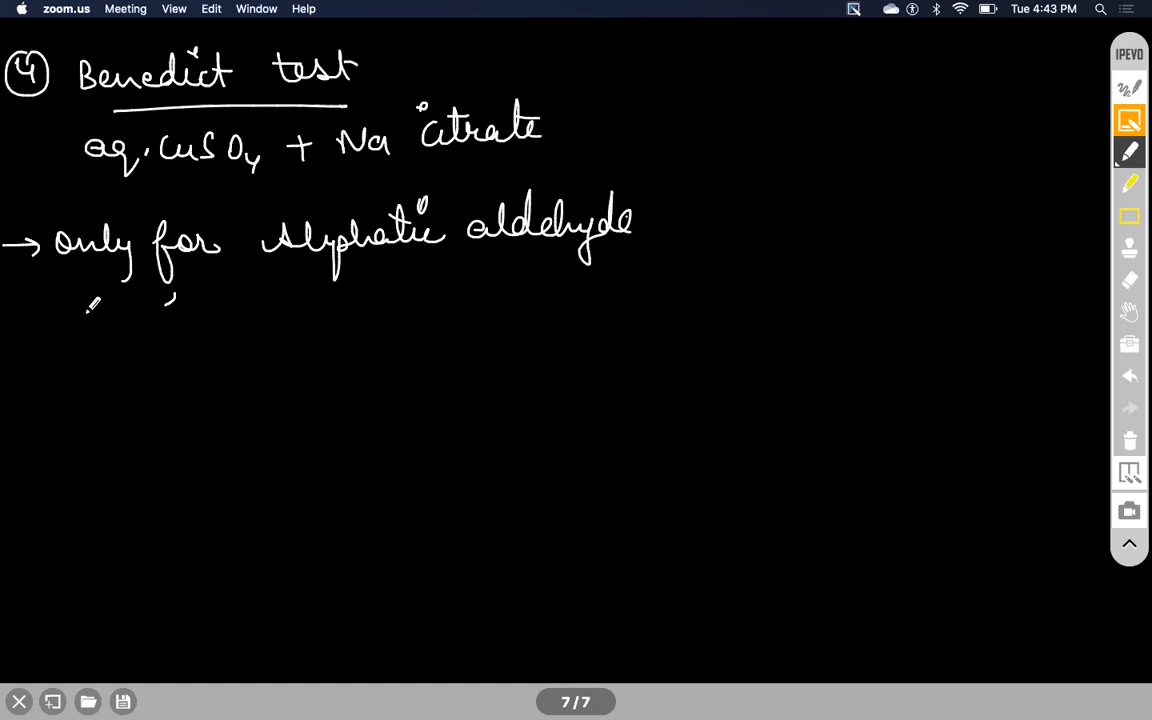 zoom.us Meeting View Edit Window Help Tue 4:43 PM
IPEVO
④ Benedict test
aq. CuSO4 + Na citrate
→ only for Alyphatic aldehyde
7/7